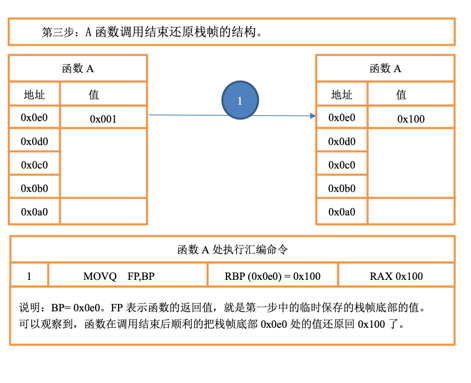 第三步：A 函数调用结束还原栈帧的结构。
函数 A
地址 值
0x0e0 0x001
0x0d0
0x0c0
0x0b0
0x0a0
1
函数 A
地址 值
0x0e0 0x100
0x0d0
0x0c0
0x0b0
0x0a0
函数 A 处执行汇编命令
1 MOVQ FP,BP RBP (0x0e0) = 0x100 RAX 0x100
说明：BP= 0x0e0。FP 表示函数的返回值，就是第一步中的临时保存的栈帧底部的值。
可以观察到，函数在调用结束后顺利的把栈帧底部 0x0e0 处的值还原回 0x100 了。